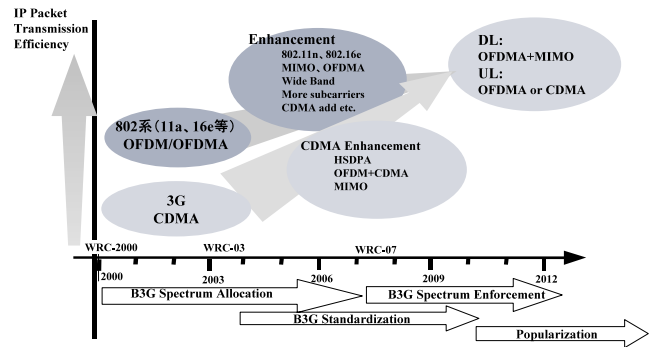 IP Packet
Transmission
Efficiency
Enhancement
802.11n、802.16e
MIMO、OFDMA
Wide Band
More subcarriers
CDMA add etc.
DL:
OFDMA+MIMO
UL:
OFDMA or CDMA
802系(11a、16e等)
OFDM/OFDMA
CDMA Enhancement
HSDPA
OFDM+CDMA
MIMO
3G
CDMA
WRC-2000
WRC-03
WRC-07
2000
2003
2006
2009
2012
B3G Spectrum Allocation
B3G Spectrum Enforcement
B3G Standardization
Popularization